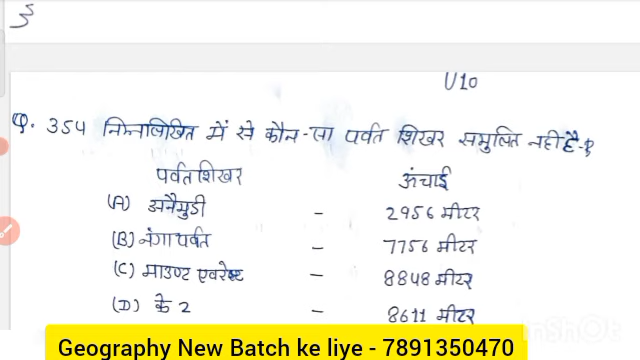 U10
Q. 354 निम्नलिखित में से कौन-सा पर्वत शिखर सुमेलित नहीं है-?
पर्वतशिखर ऊंचाई
(A) अनैमुडी - 2956 मीटर
(B) नंगापर्वत - 7756 मीटर
(C) माउण्ट एवरेस्ट - 8848 मीटर
(D) के 2 - 8611 मीटर
Geography New Batch ke liye - 7891350470